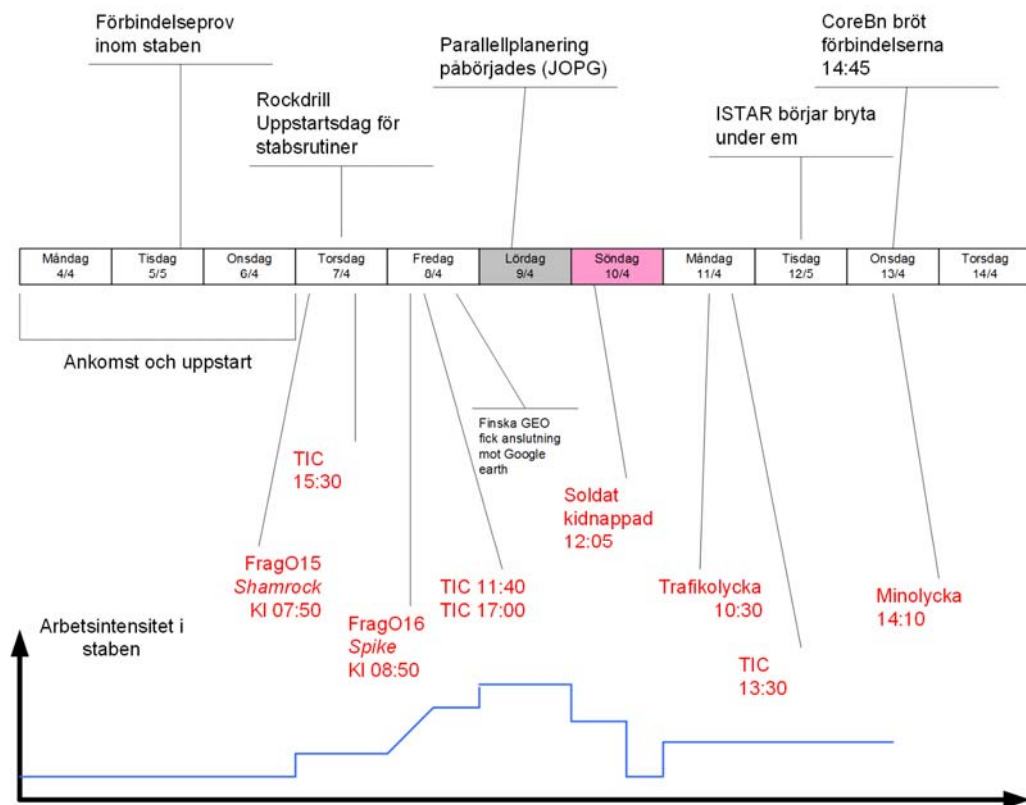 Förbindelseprov
inom staben
Parallellplanering
påbörjades (JOPG)
CoreBn bröt
förbindelserna
14:45
Rockdrill
Uppstartsdag för
stabsrutiner
ISTAR börjar bryta
under em
Måndag
4/4
Tisdag
5/5
Onsdag
6/4
Torsdag
7/4
Fredag
8/4
Lördag
9/4
Söndag
10/4
Måndag
11/4
Tisdag
12/5
Onsdag
13/4
Torsdag
14/4
Ankomst och uppstart
Finska GEO
fick anslutning
mot Google
earth
TIC
15:30
Soldat
kidnappad
12:05
FragO15
Shamrock
Kl 07:50
TIC 11:40
TIC 17:00
Trafikolycka
10:30
Minolycka
14:10
FragO16
Spike
Kl 08:50
TIC
13:30
Arbetsintensitet i
staben